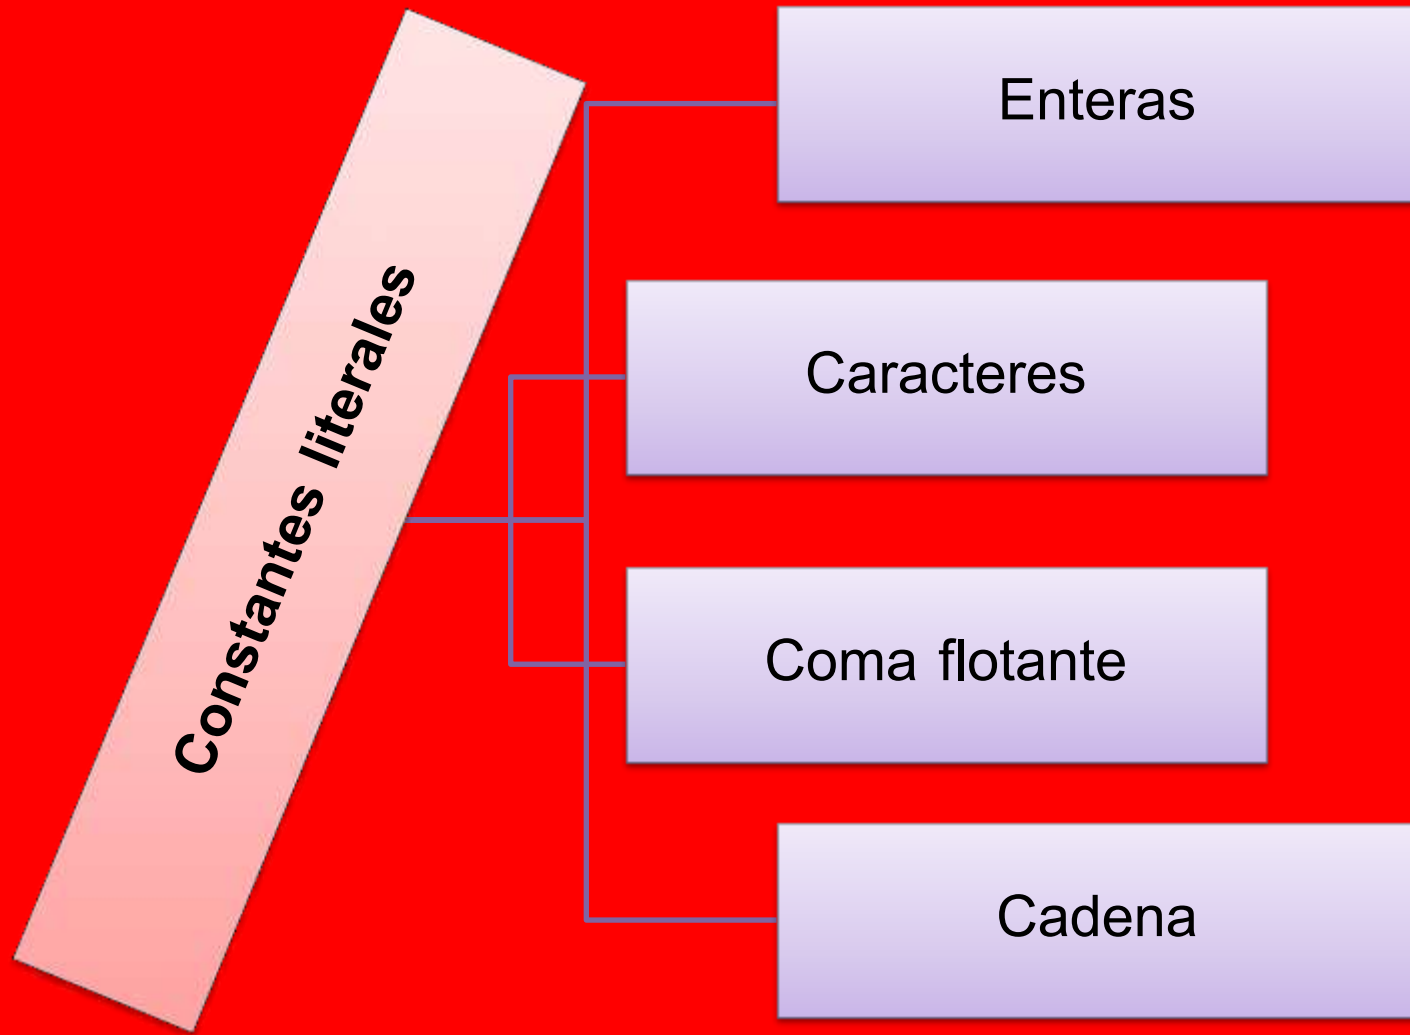 Constantes literales
Enteras
Caracteres
Coma flotante
Cadena